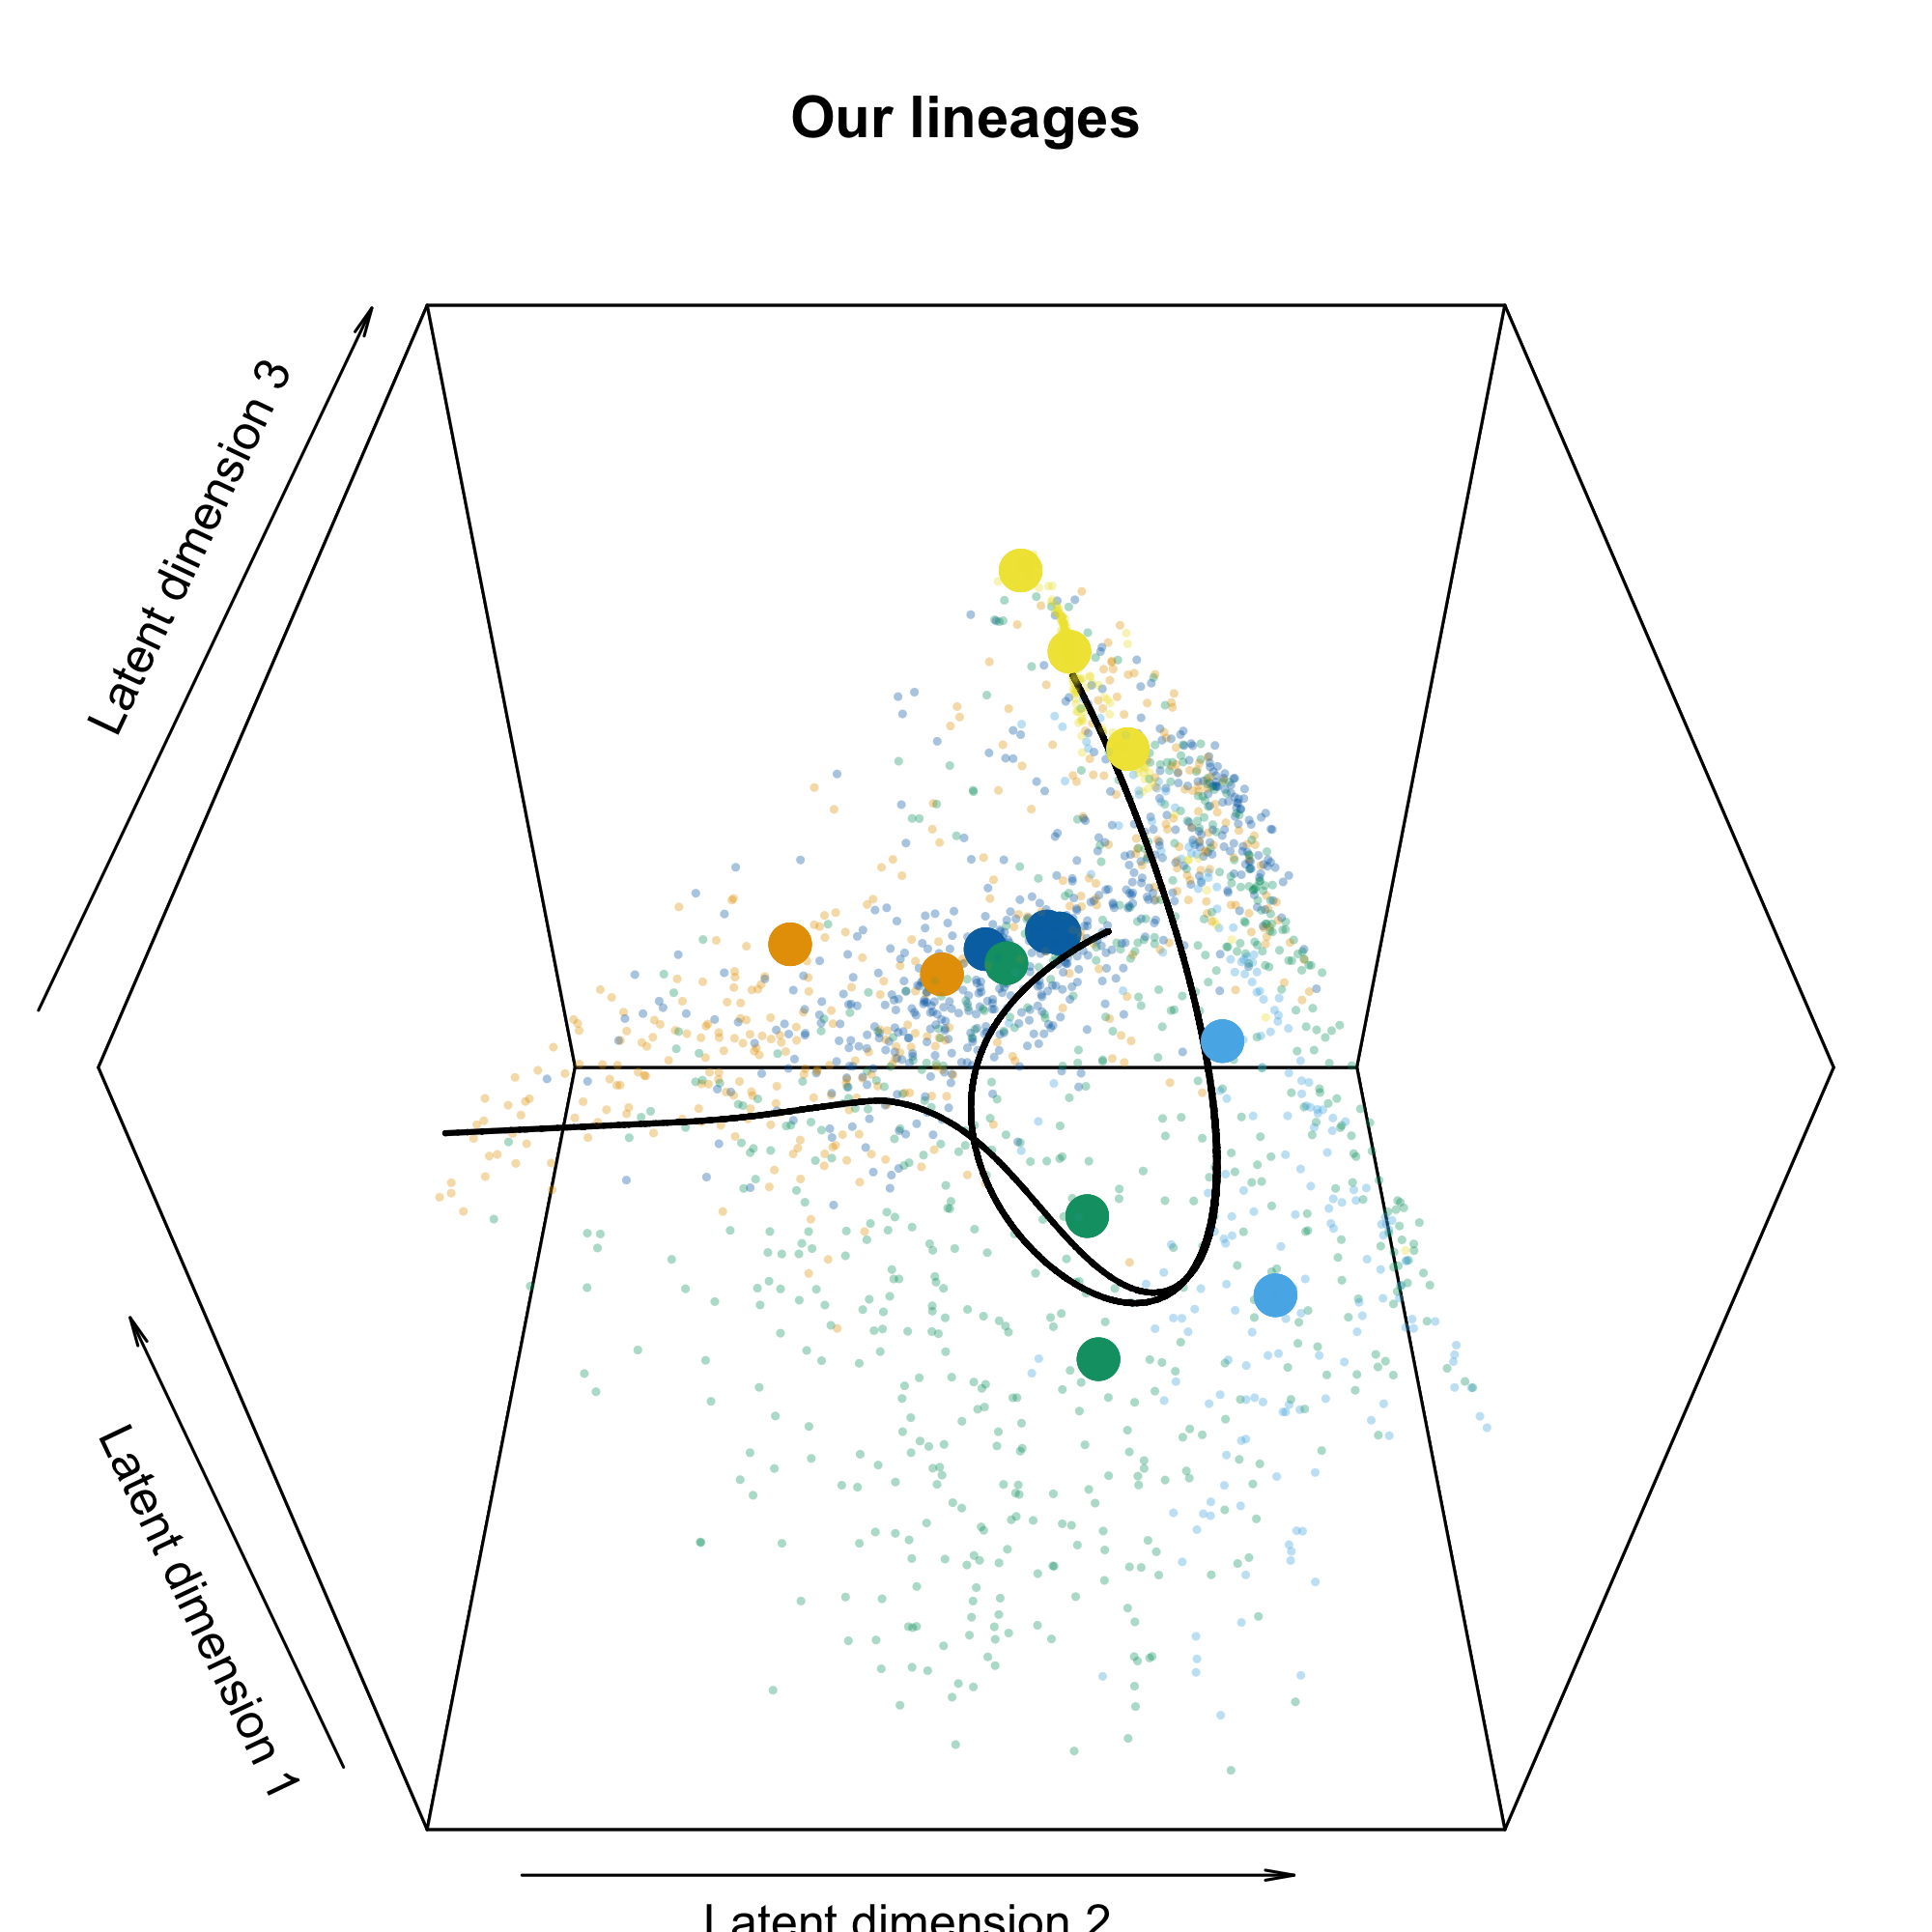 Our lineages
Latent dimension 3
Latent dimension 1
Latent dimension 2